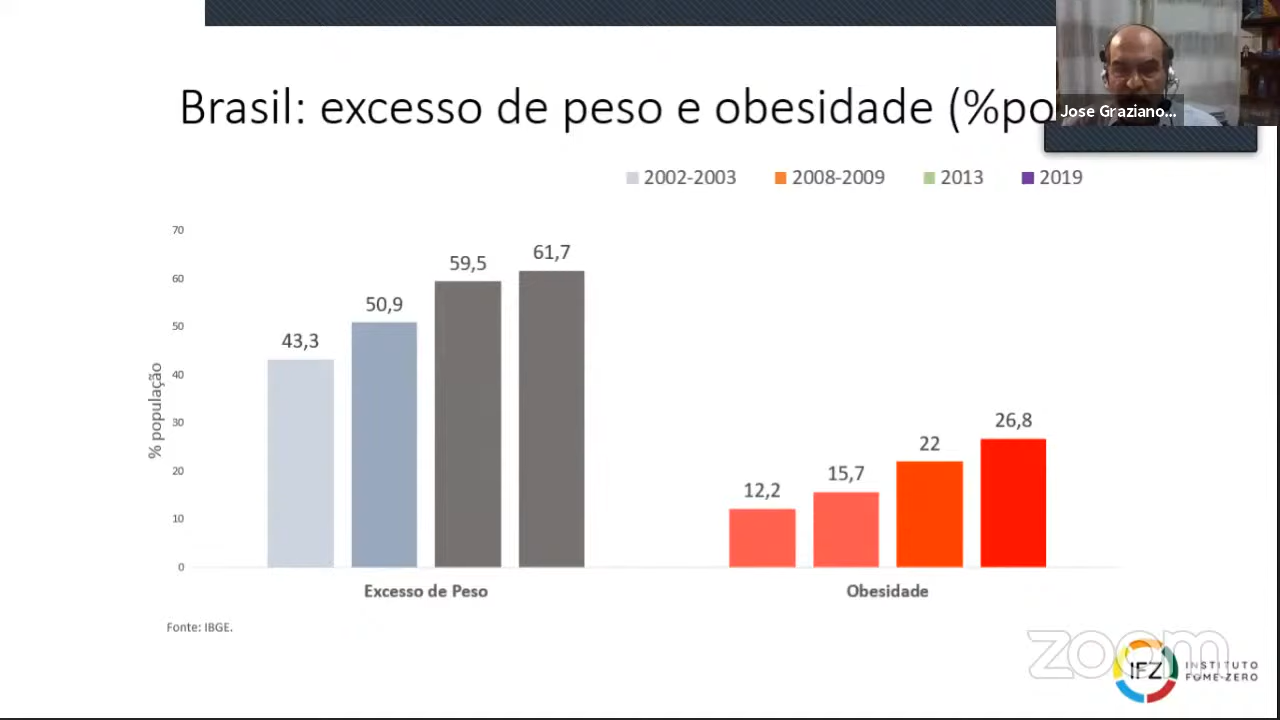 Jose Graziano...
Brasil: excesso de peso e obesidade (%po
2002-2003 2008-2009 2013 2019
70
60
50
40
30
20
10
0
% população
43,3
50,9
59,5
61,7
12,2
15,7
22
26,8
Excesso de Peso
Obesidade
Fonte: IBGE.
zoom
IFZ
INSTITUTO
FOME-ZERO